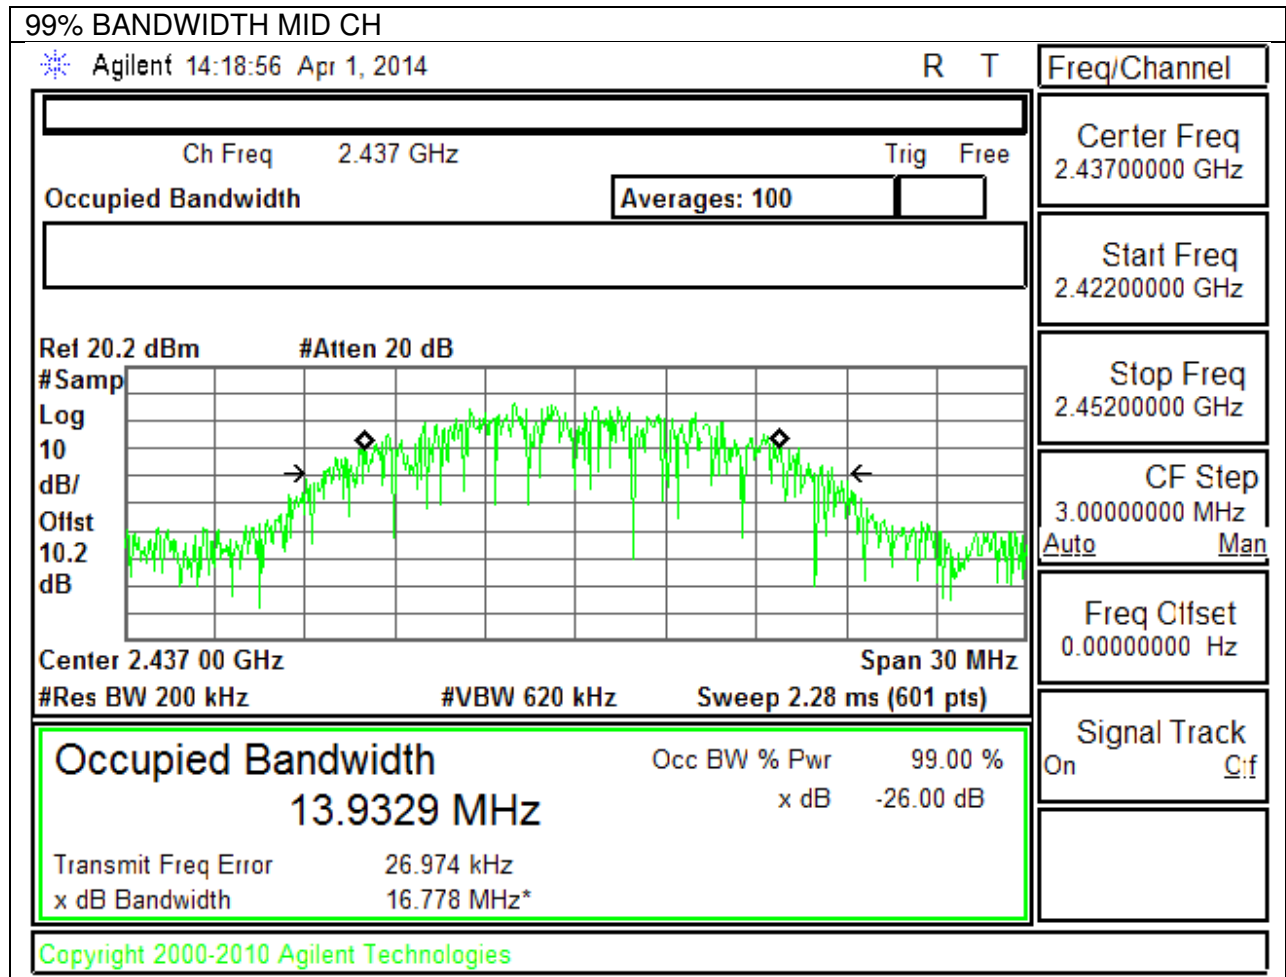 99% BANDWIDTH MID CH
Agilent 14:18:56 Apr 1, 2014 R T
Freq/Channel
Ch Freq 2.437 GHz Trig Free
Occupied Bandwidth Averages: 100
Center Freq
2.43700000 GHz
Start Freq
2.42200000 GHz
Stop Freq
2.45200000 GHz
CF Step
3.00000000 MHz
Auto Man
Freq Offset
0.00000000 Hz
Signal Track
On Off
Ref 20.2 dBm #Atten 20 dB
#Samp
Log
10
dB/
Offst
10.2
dB
Center 2.437 00 GHz Span 30 MHz
#Res BW 200 kHz #VBW 620 kHz Sweep 2.28 ms (601 pts)
Occupied Bandwidth Occ BW % Pwr 99.00 %
13.9329 MHz x dB -26.00 dB
Transmit Freq Error 26.974 kHz
x dB Bandwidth 16.778 MHz*
Copyright 2000-2010 Agilent Technologies